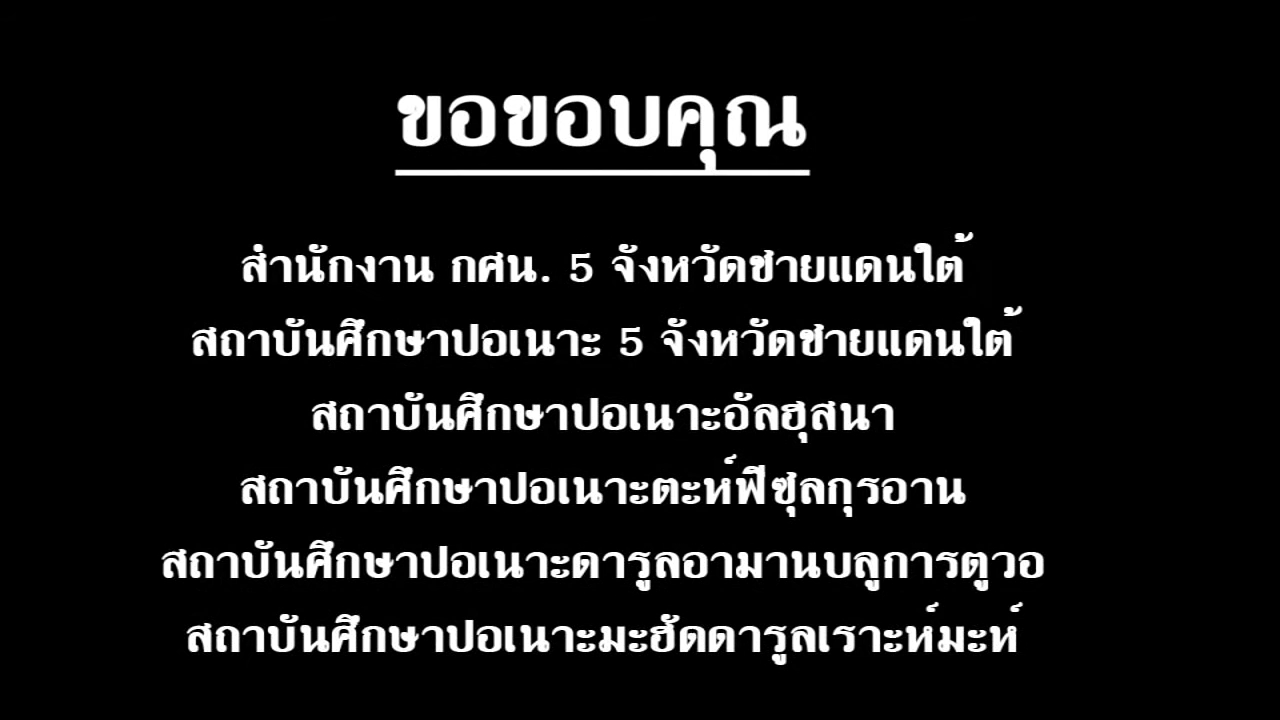 ขอขอบคุณ
สำนักงาน กศน. 5 จังหวัดชายแดนใต้
สถาบันศึกษาปอเนาะ 5 จังหวัดชายแดนใต้
สถาบันศึกษาปอเนาะอัลฮุสนา
สถาบันศึกษาปอเนาะตะห์ฟีซุลกุรอาน
สถาบันศึกษาปอเนาะดารูลอามานบลูการตูวอ
สถาบันศึกษาปอเนาะมะฮัดดารูลเราะห์มะห์